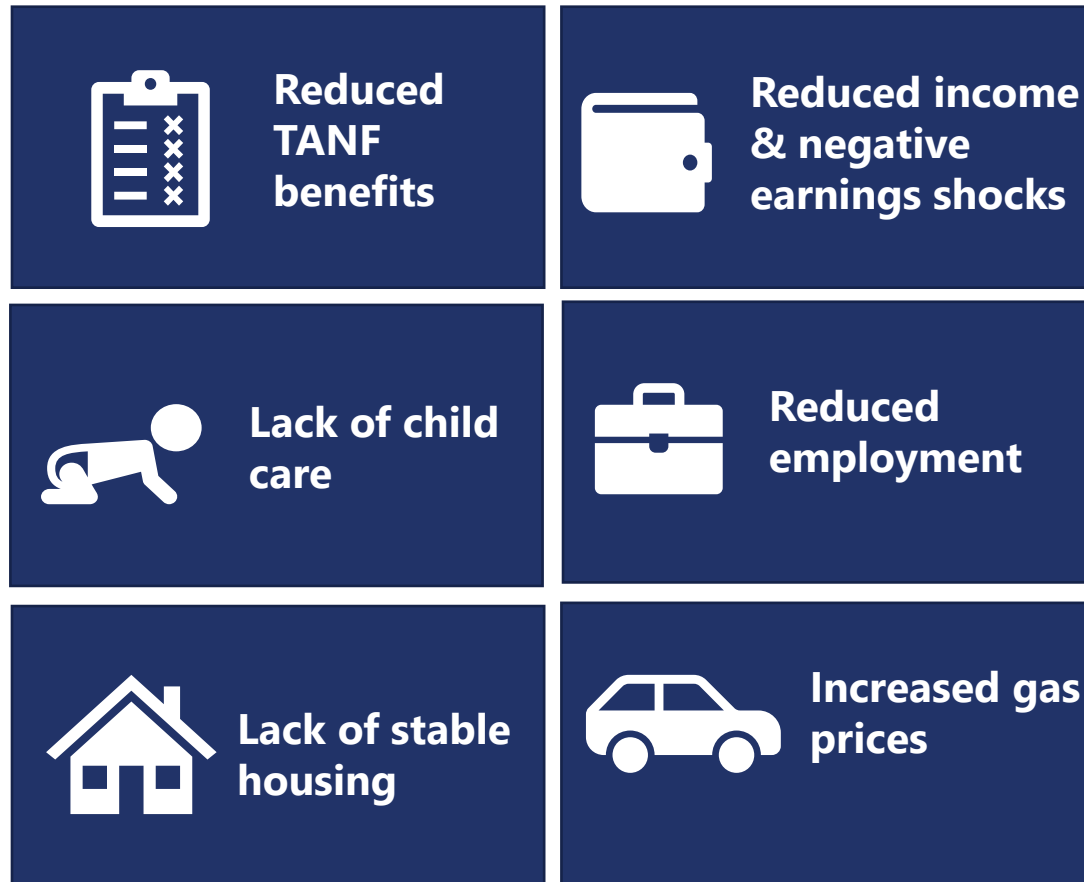 Reduced
TANF
benefits
Reduced income
& negative
earnings shocks
Lack of child
care
Reduced
employment
Lack of stable
housing
Increased gas
prices